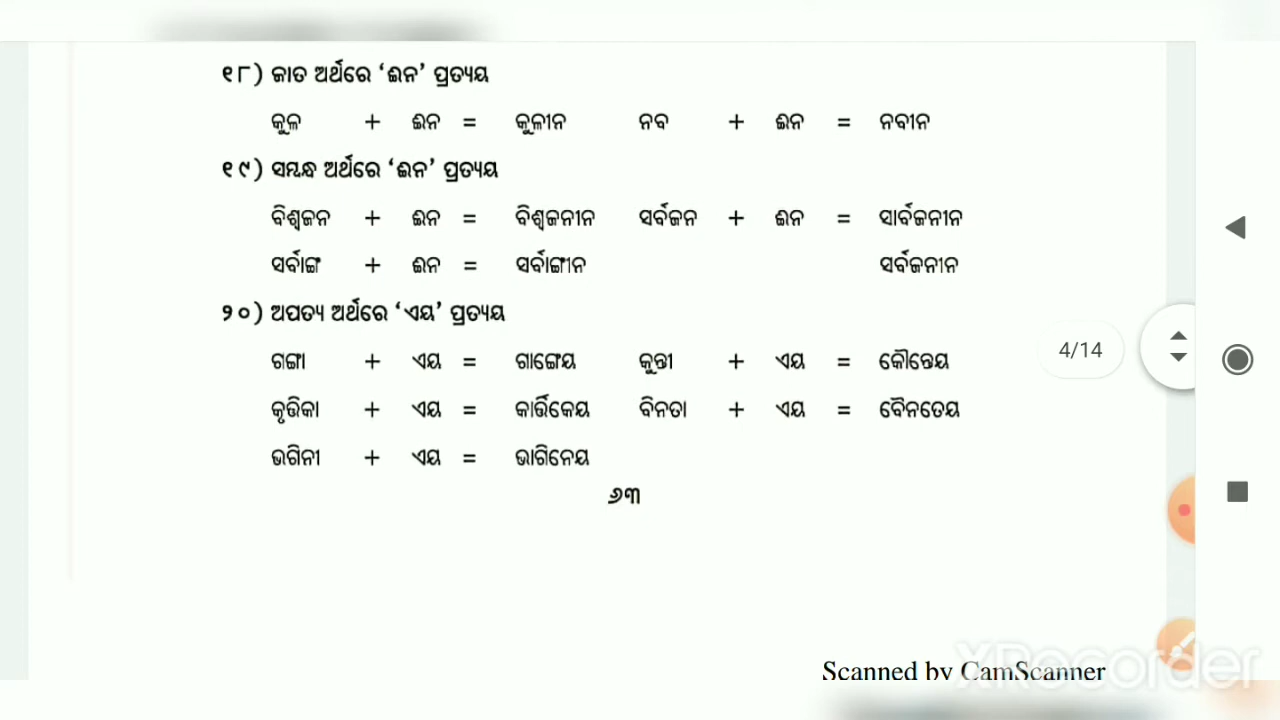 ୧୮) ଜାତ ଅର୍ଥରେ ‘ଈନ’ ପ୍ରତ୍ୟୟ
କୁଳ + ଈନ = କୁଳୀନ ନବ + ଈନ = ନବୀନ
୧୯) ସମ୍ବନ୍ଧ ଅର୍ଥରେ ‘ଈନ’ ପ୍ରତ୍ୟୟ
ବିଶ୍ୱଜନ + ଈନ = ବିଶ୍ୱଜନୀନ ସର୍ବଜନ + ଈନ = ସାର୍ବଜନୀନ
ସର୍ବାଙ୍ଗ + ଈନ = ସର୍ବାଙ୍ଗୀନ ସର୍ବଜନୀନ
୨୦) ଅପତ୍ୟ ଅର୍ଥରେ ‘ଏୟ’ ପ୍ରତ୍ୟୟ
ଗଙ୍ଗା + ଏୟ = ଗାଙ୍ଗେୟ କୁନ୍ତୀ + ଏୟ = କୌନ୍ତେୟ
କୃତ୍ତିକା + ଏୟ = କାର୍ତ୍ତିକେୟ ବିନତା + ଏୟ = ବୈନତେୟ
ଭଗିନୀ + ଏୟ = ଭାଗିନେୟ
୬୩
4/14
XRecorder
Scanned by CamScanner